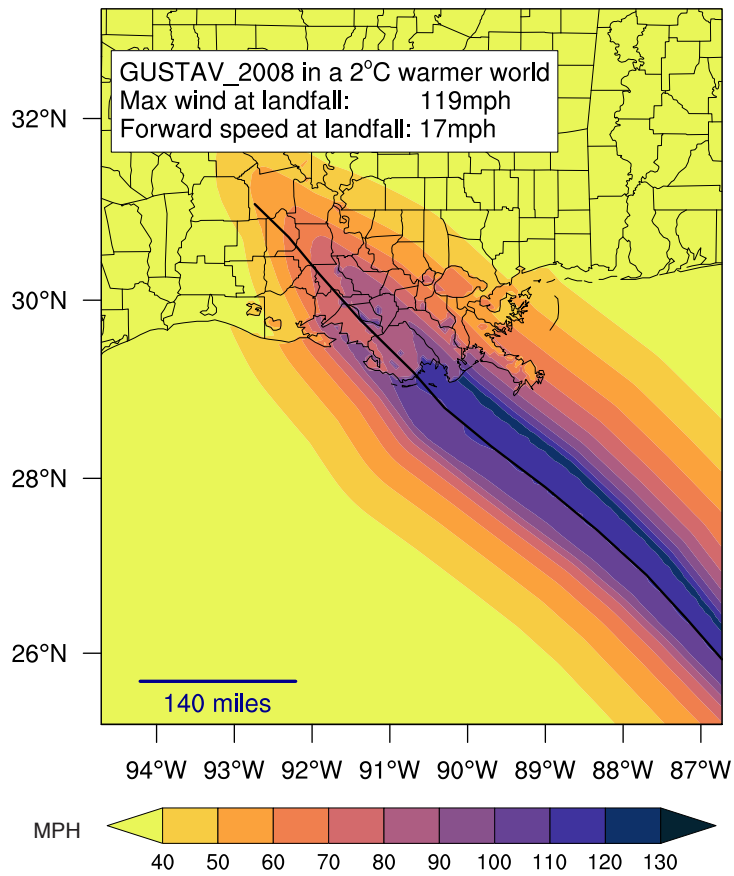 GUSTAV_2008 in a 2°C warmer world
Max wind at landfall: 119mph
Forward speed at landfall: 17mph
32°N
30°N
28°N
26°N
140 miles
94°W 93°W 92°W 91°W 90°W 89°W 88°W 87°W
MPH
40 50 60 70 80 90 100 110 120 130